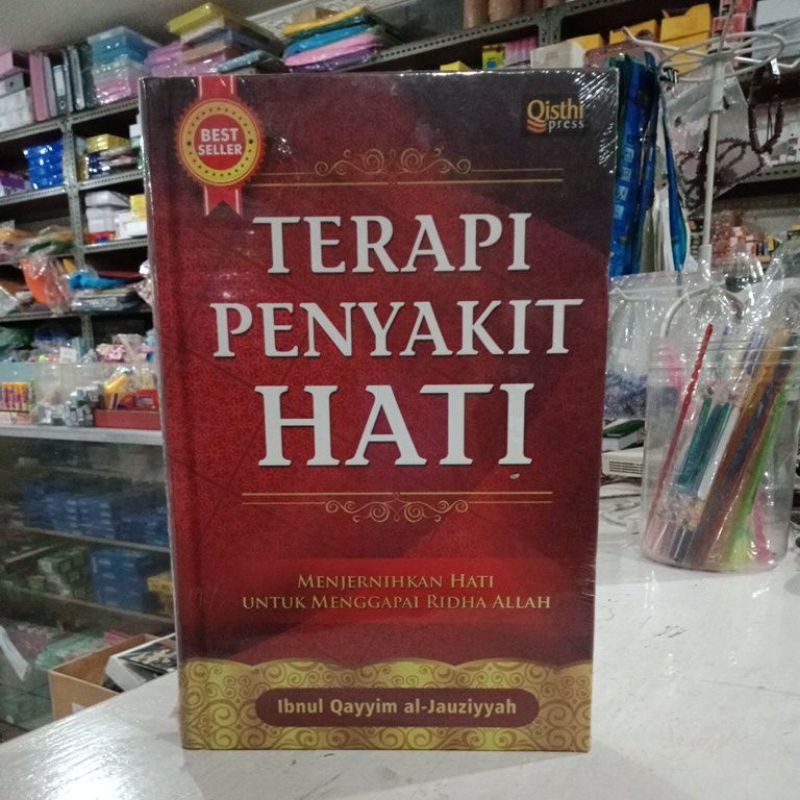 BEST
SELLER
Qisthi
press
TERAPI
PENYAKIT
HATI
MENJERNIHKAN HATI
UNTUK MENGGAPAI RIDHA ALLAH
Ibnul Qayyim al-Jauziyyah